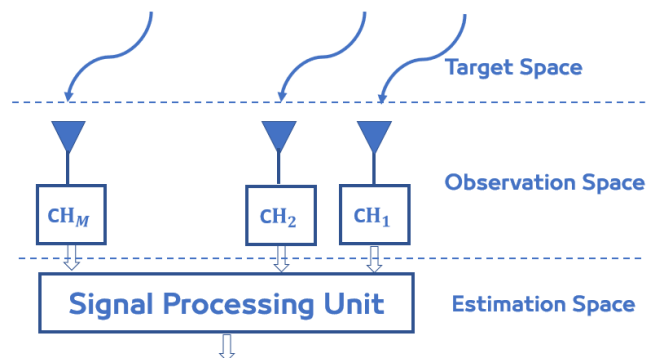 Target Space
Observation Space
CH_M CH_2 CH_1
Signal Processing Unit
Estimation Space